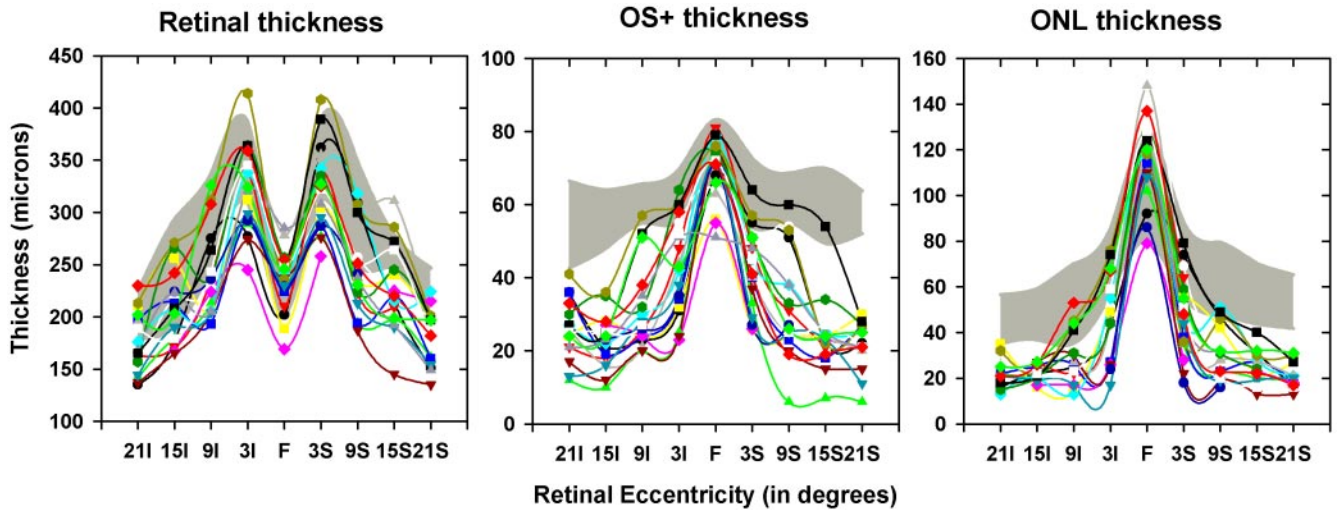 Retinal thickness
OS+ thickness
ONL thickness
Thickness (microns)
450
400
350
300
250
200
150
100
21I 15I 9I 3I F 3S 9S 15S 21S
100
80
60
40
20
0
21I 15I 9I 3I F 3S 9S 15S 21S
160
140
120
100
80
60
40
20
0
21I 15I 9I 3I F 3S 9S 15S 21S
Retinal Eccentricity (in degrees)